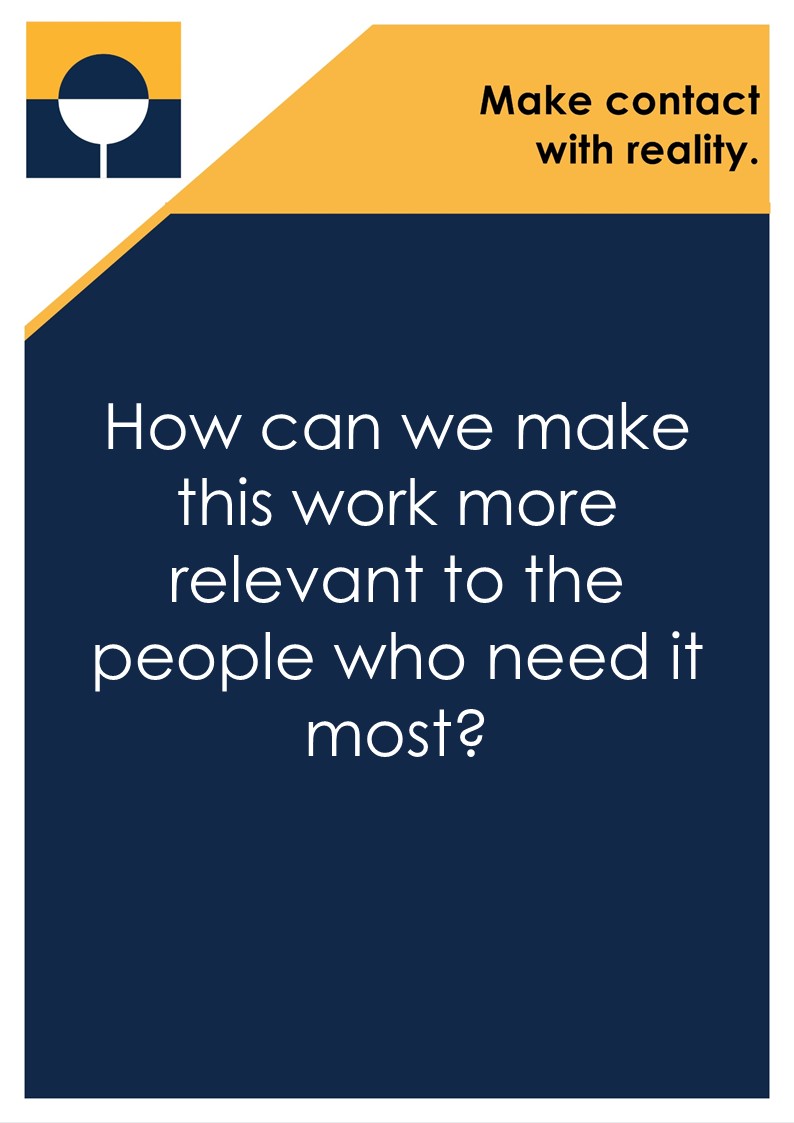 Make contact
with reality.
How can we make
this work more
relevant to the
people who need it
most?